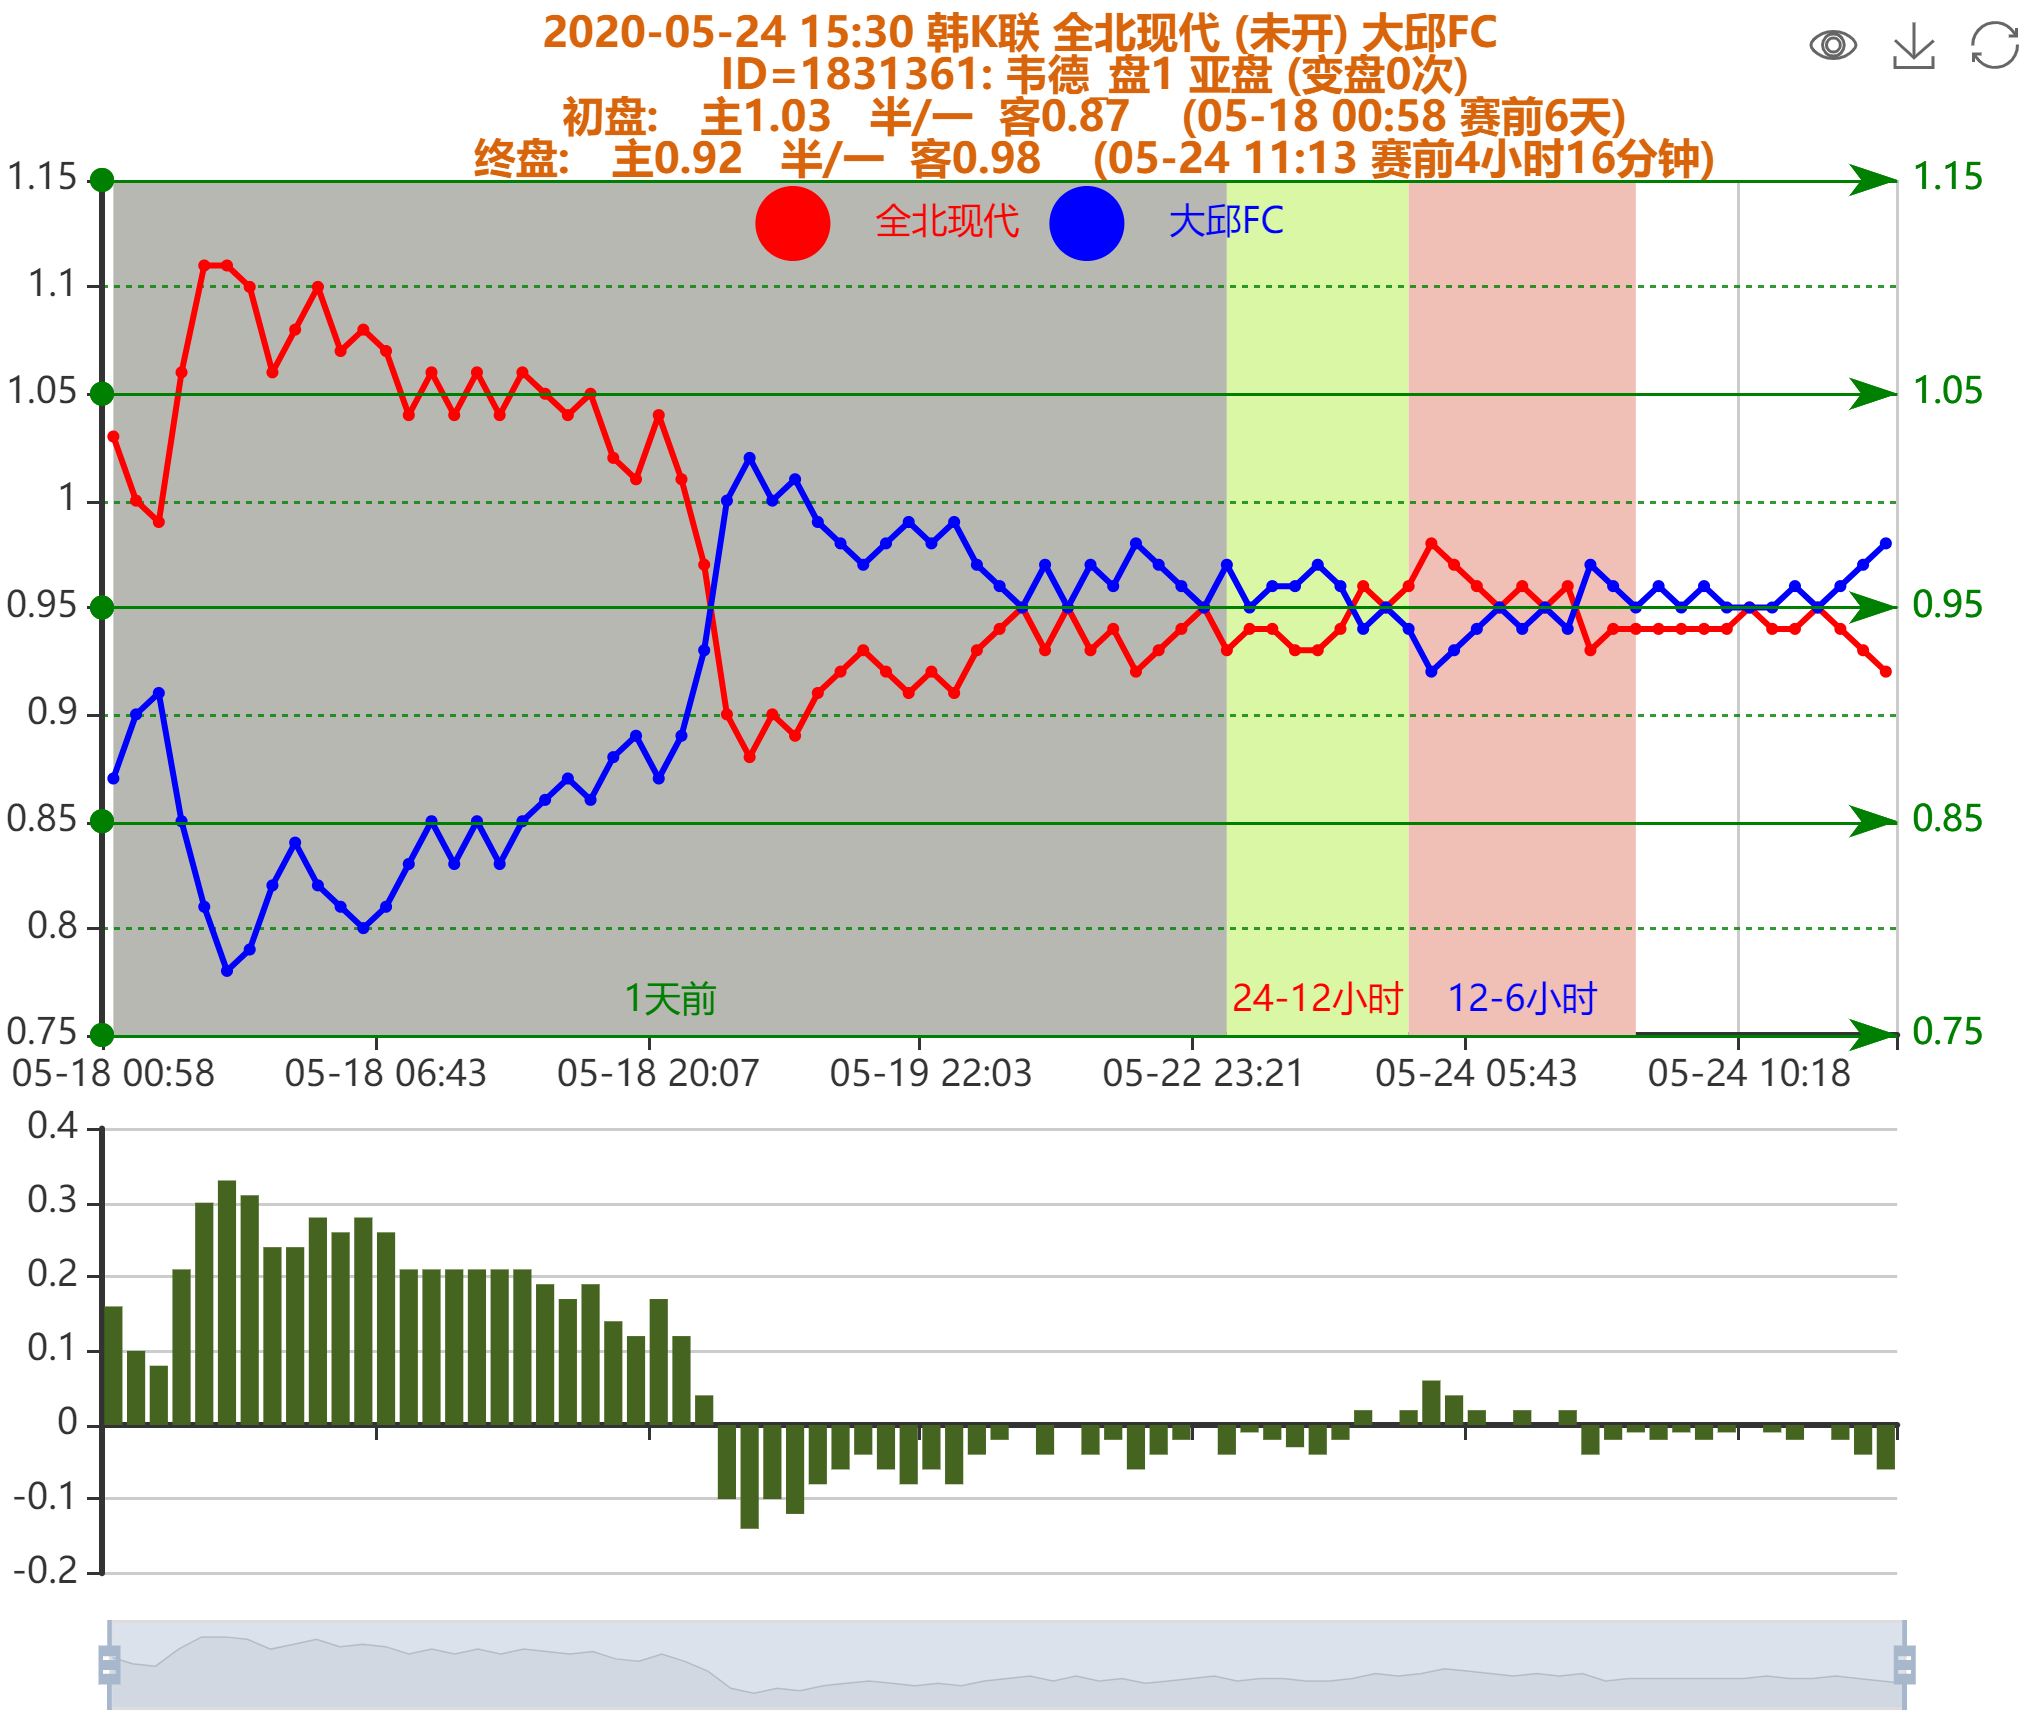 2020-05-24 15:30 韩K联 全北现代 (未开) 大邱FC
ID=1831361: 韦德_盘1 亚盘 (变盘0次)
初盘: 主1.03 半/一 客0.87 (05-18 00:58 赛前6天)
终盘: 主0.92 半/一 客0.98 (05-24 11:13 赛前4小时16分钟)
全北现代 大邱FC
1.15 1.15
1.1
1.05 1.05
1
0.95 0.95
0.9
0.85 0.85
0.8
1天前 24-12小时 12-6小时
0.75 0.75
05-18 00:58 05-18 06:43 05-18 20:07 05-19 22:03 05-22 23:21 05-24 05:43 05-24 10:18
0.4
0.3
0.2
0.1
0
-0.1
-0.2